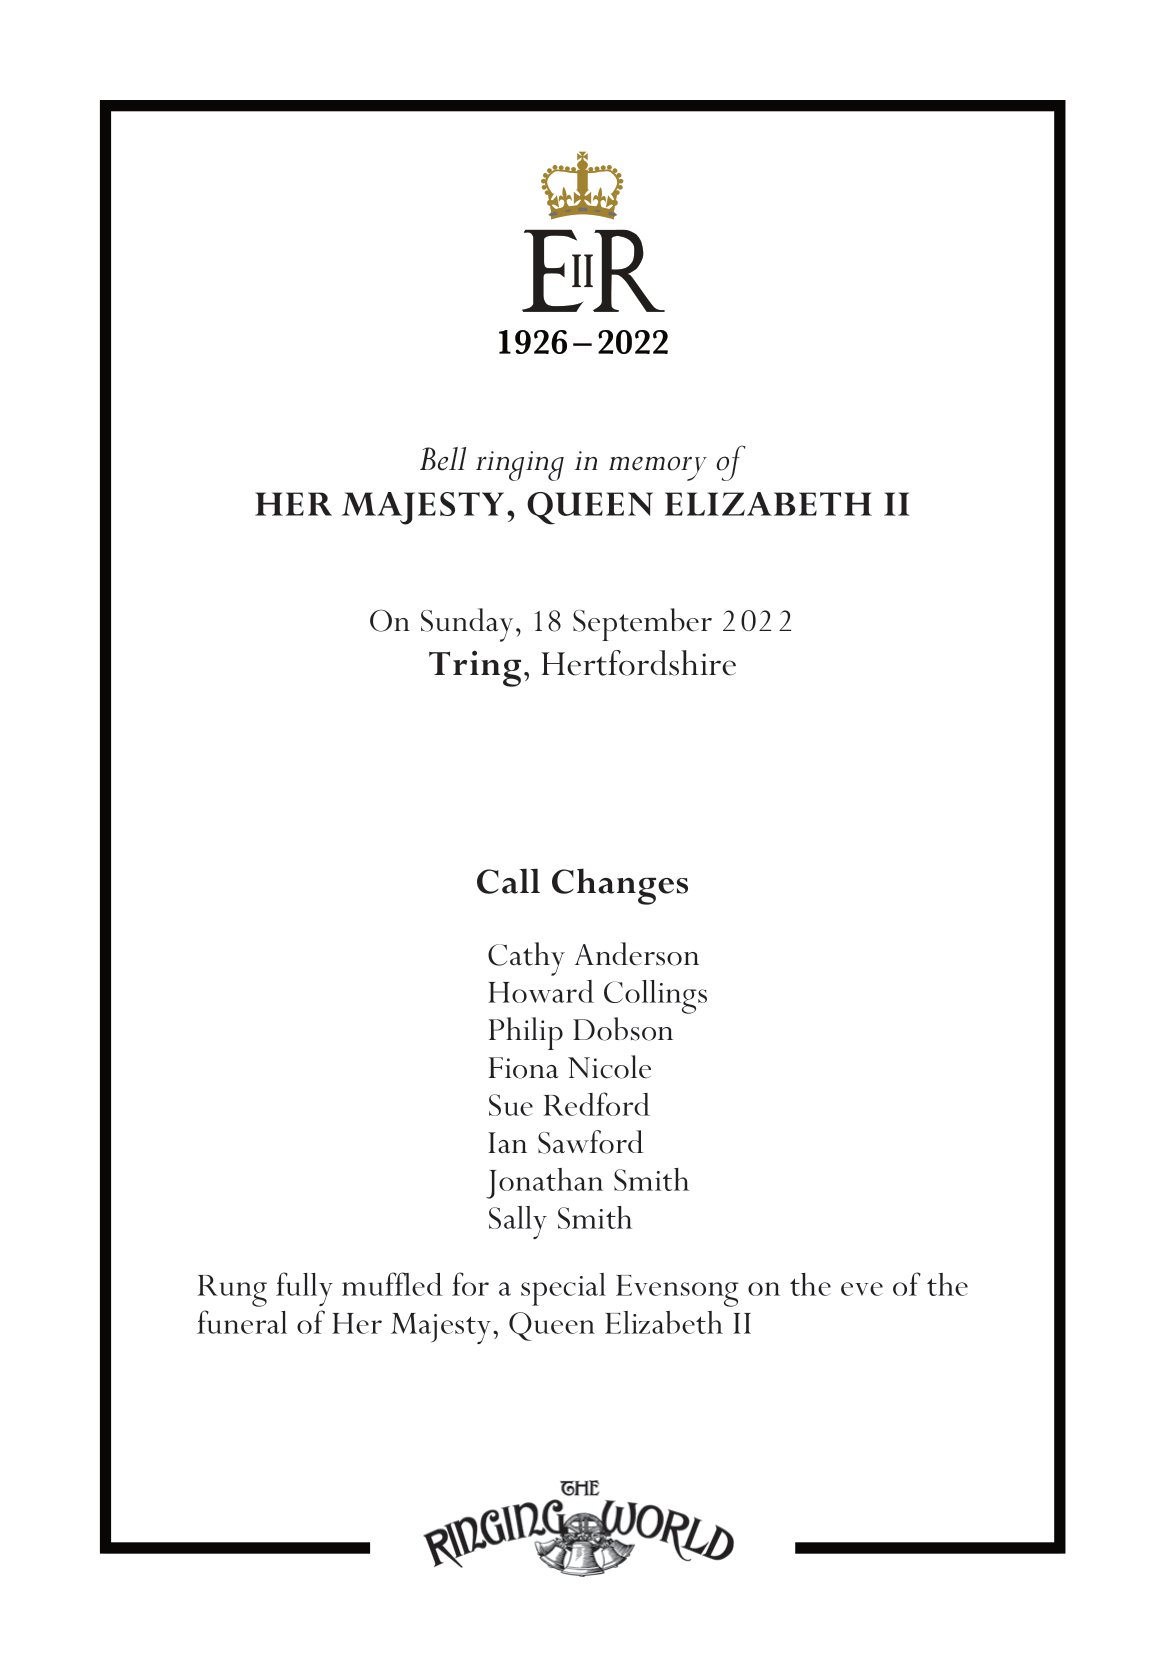 EIIR
1926–2022
Bell ringing in memory of
HER MAJESTY, QUEEN ELIZABETH II
On Sunday, 18 September 2022
Tring, Hertfordshire
Call Changes
Cathy Anderson
Howard Collings
Philip Dobson
Fiona Nicole
Sue Redford
Ian Sawford
Jonathan Smith
Sally Smith
Rung fully muffled for a special Evensong on the eve of the
funeral of Her Majesty, Queen Elizabeth II
THE
RINGING WORLD